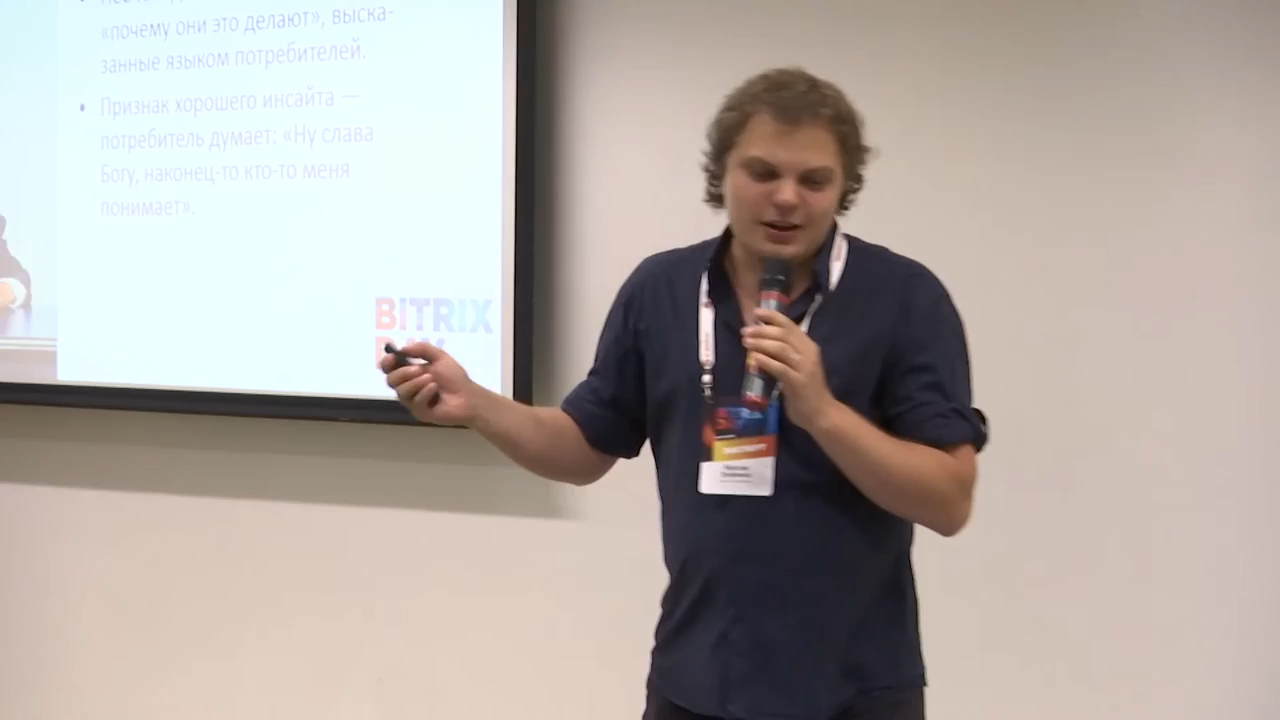 «почему они это делают», выска-
занные языком потребителей.
• Признак хорошего инсайта —
потребитель думает: «Ну слава
Богу, наконец-то кто-то меня
понимает».
BITRIX